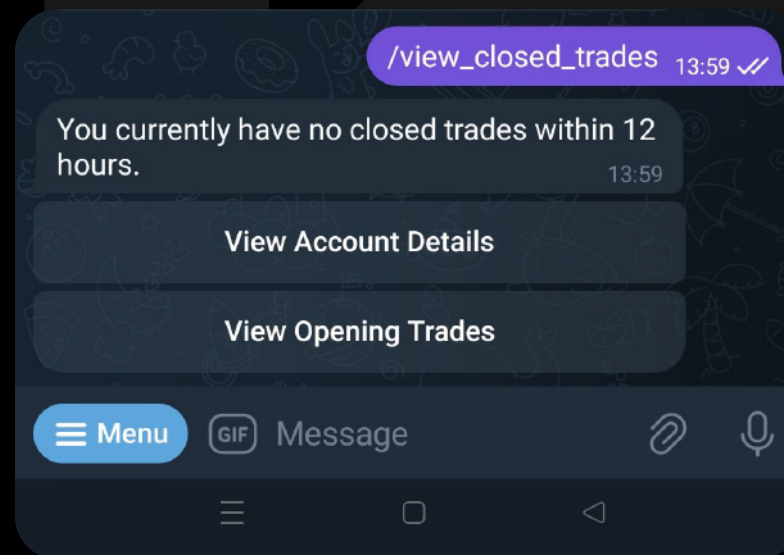 /view_closed_trades 13:59
You currently have no closed trades within 12
hours.
13:59
View Account Details
View Opening Trades
Menu GIF Message